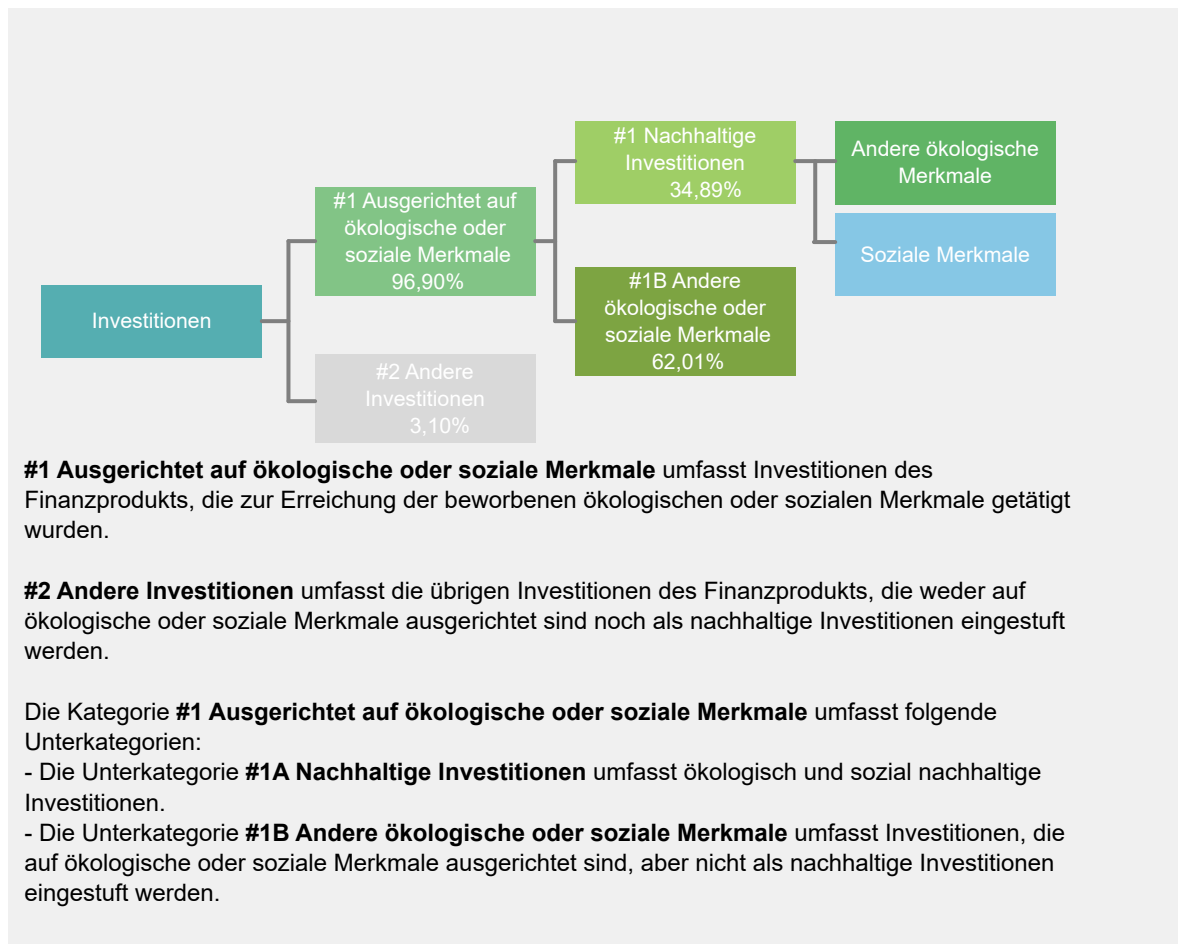 #1 Nachhaltige
Investitionen
34,89%
Andere ökologische
Merkmale
#1 Ausgerichtet auf
ökologische oder
soziale Merkmale
96,90%
Soziale Merkmale
#1B Andere
ökologische oder
soziale Merkmale
62,01%
Investitionen
#2 Andere
Investitionen
3,10%
#1 Ausgerichtet auf ökologische oder soziale Merkmale umfasst Investitionen des
Finanzprodukts, die zur Erreichung der beworbenen ökologischen oder sozialen Merkmale getätigt
wurden.
#2 Andere Investitionen umfasst die übrigen Investitionen des Finanzprodukts, die weder auf
ökologische oder soziale Merkmale ausgerichtet sind noch als nachhaltige Investitionen eingestuft
werden.
Die Kategorie #1 Ausgerichtet auf ökologische oder soziale Merkmale umfasst folgende
Unterkategorien:
- Die Unterkategorie #1A Nachhaltige Investitionen umfasst ökologisch und sozial nachhaltige
Investitionen.
- Die Unterkategorie #1B Andere ökologische oder soziale Merkmale umfasst Investitionen, die
auf ökologische oder soziale Merkmale ausgerichtet sind, aber nicht als nachhaltige Investitionen
eingestuft werden.